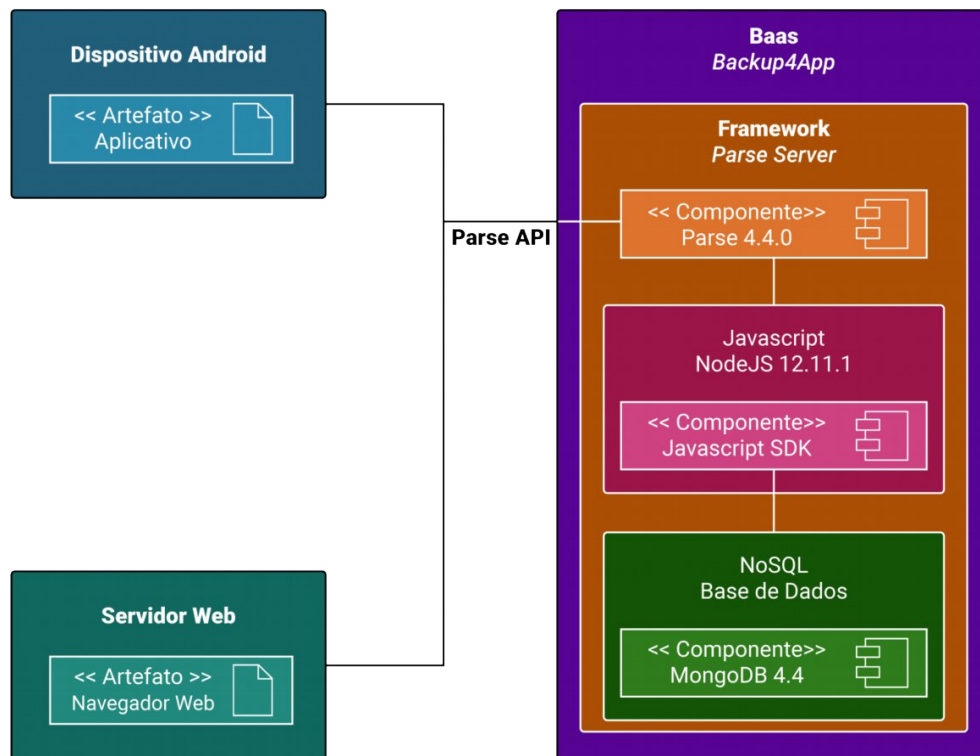 Dispositivo Android
<< Artefato >>
Aplicativo
Parse API
Servidor Web
<< Artefato >>
Navegador Web
Baas
Backup4App
Framework
Parse Server
<< Componente>>
Parse 4.4.0
Javascript
NodeJS 12.11.1
<< Componente>>
Javascript SDK
NoSQL
Base de Dados
<< Componente>>
MongoDB 4.4